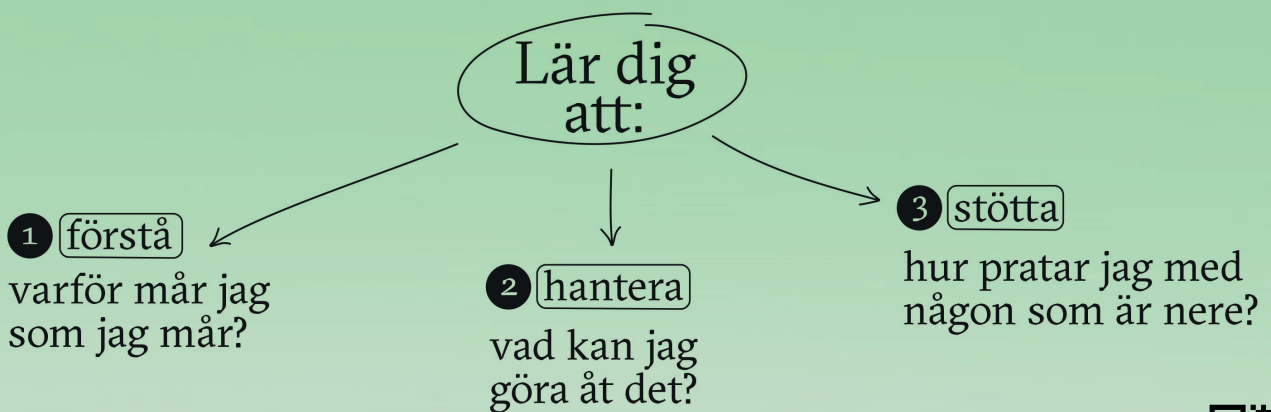 Lär dig
att:
1 förstå
varför mår jag
som jag mår?
2 hantera
vad kan jag
göra åt det?
3 stötta
hur pratar jag med
någon som är nere?